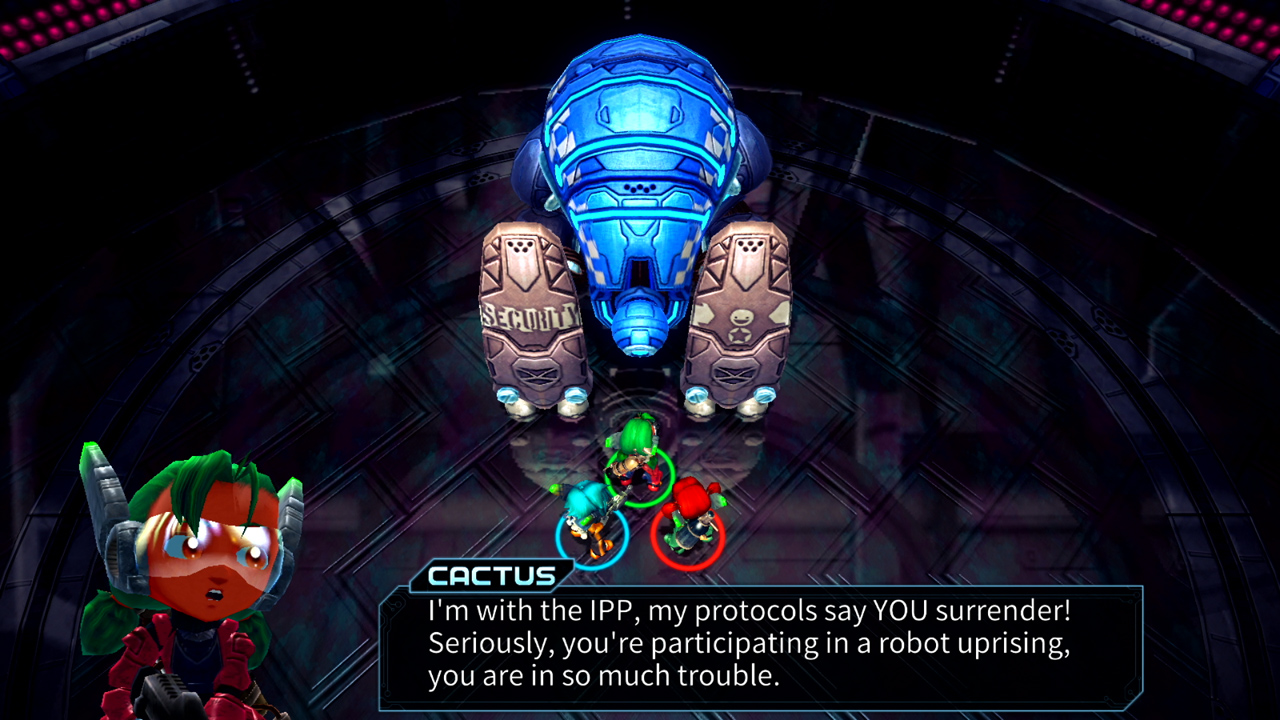 SECURITY
CACTUS
I'm with the IPP, my protocols say YOU surrender!
Seriously, you're participating in a robot uprising,
you are in so much trouble.